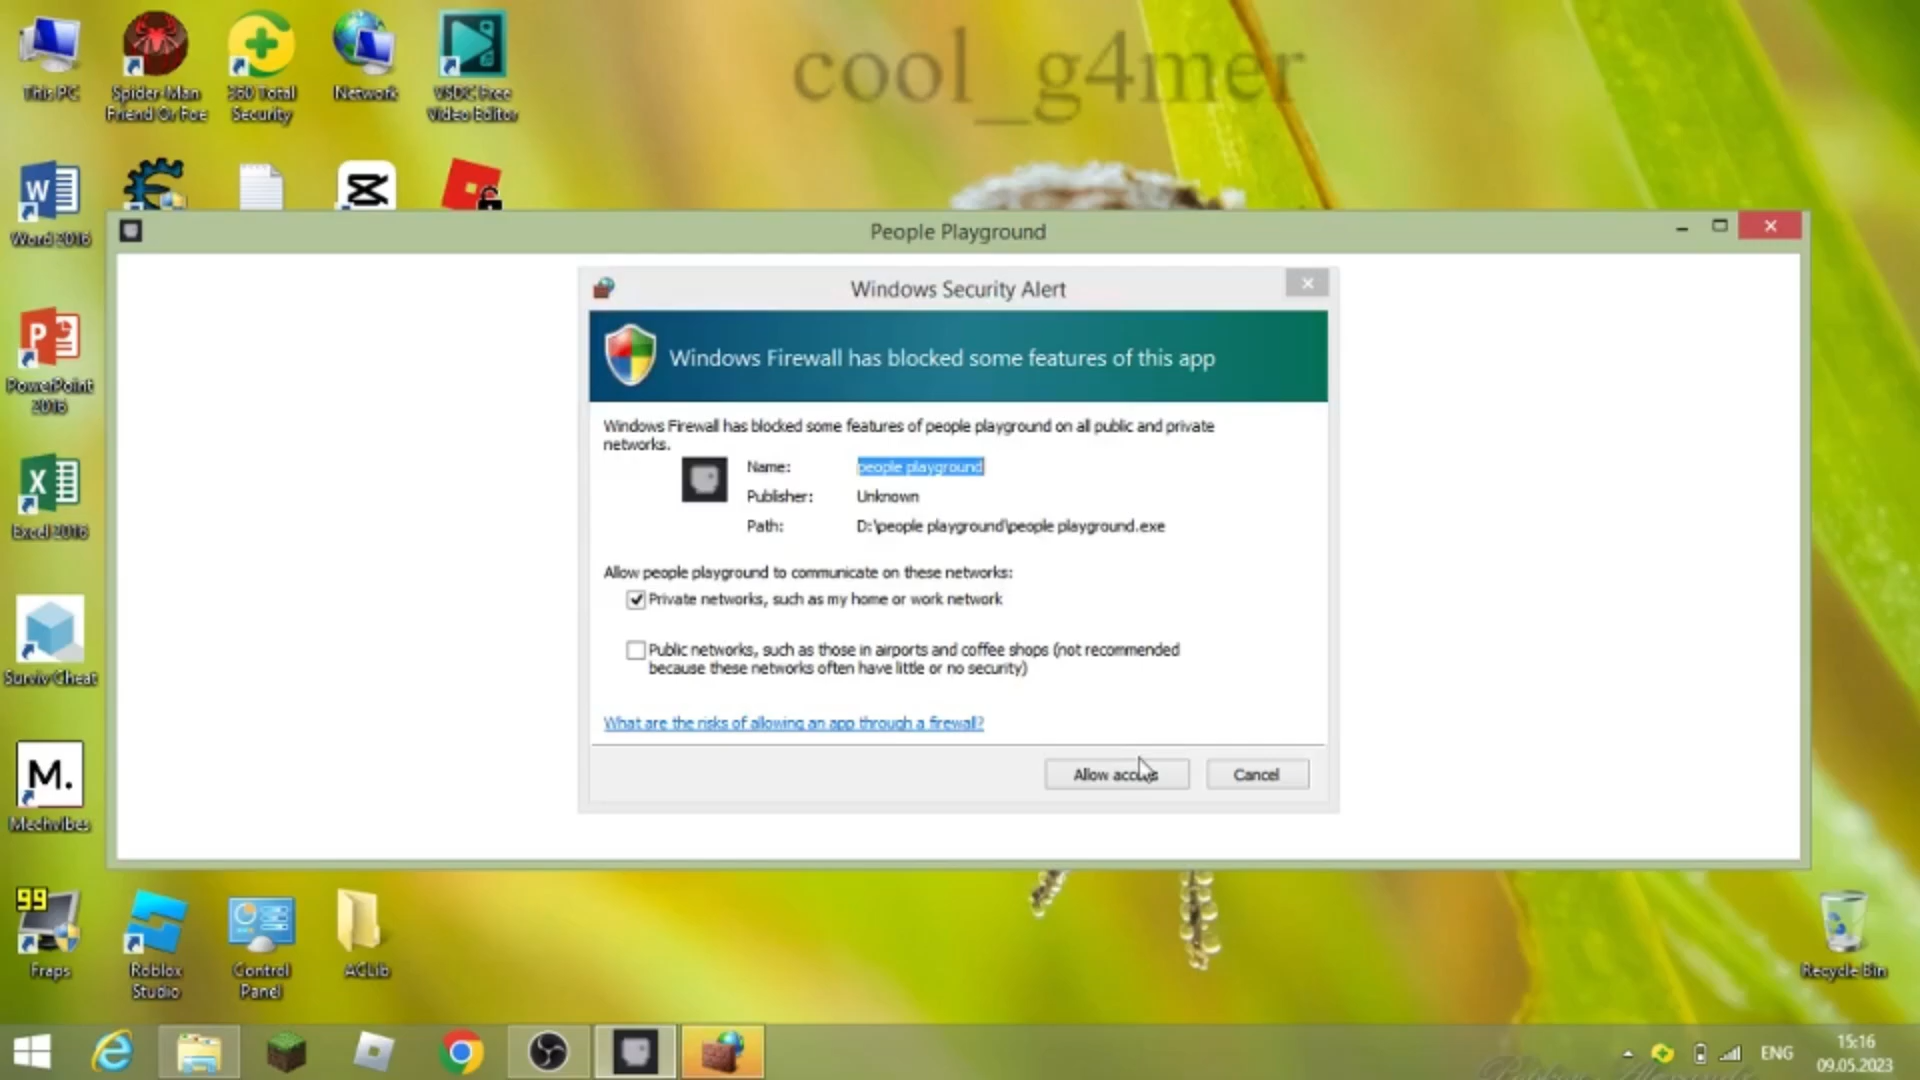 cool_g4mer
This PC
Spider-Man
Friend Or Foe
360 Total
Security
Network
VSDC Free
Video Editor
Word 2016
PowerPoint
2016
Excel 2016
Surviv Cheat
M.
Mechvibes
People Playground
Windows Security Alert
Windows Firewall has blocked some features of this app
Windows Firewall has blocked some features of people playground on all public and private
networks.
Name: people playground
Publisher: Unknown
Path: D:\people playground\people playground.exe
Allow people playground to communicate on these networks:
Private networks, such as my home or work network
Public networks, such as those in airports and coffee shops (not recommended
because these networks often have little or no security)
What are the risks of allowing an app through a firewall?
Allow access
Cancel
99
Fraps
Roblox
Studio
Control
Panel
ACLib
Recycle Bin
ENG
15:16
09.05.2023